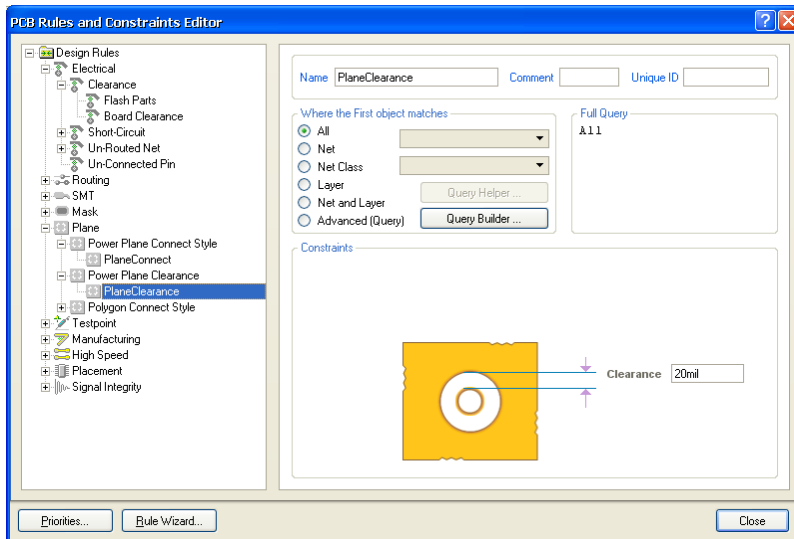 PCB Rules and Constraints Editor
Design Rules
Electrical
Clearance
Flash Parts
Board Clearance
Short-Circuit
Un-Routed Net
Un-Connected Pin
Routing
SMT
Mask
Plane
Power Plane Connect Style
PlaneConnect
Power Plane Clearance
PlaneClearance
Polygon Connect Style
Testpoint
Manufacturing
High Speed
Placement
Signal Integrity
Name PlaneClearance Comment Unique ID
Where the First object matches
All
Net
Net Class
Layer
Net and Layer
Advanced (Query)
Query Helper ...
Query Builder ...
Full Query
All
Constraints
Clearance 20mil
Priorities... Rule Wizard... Close